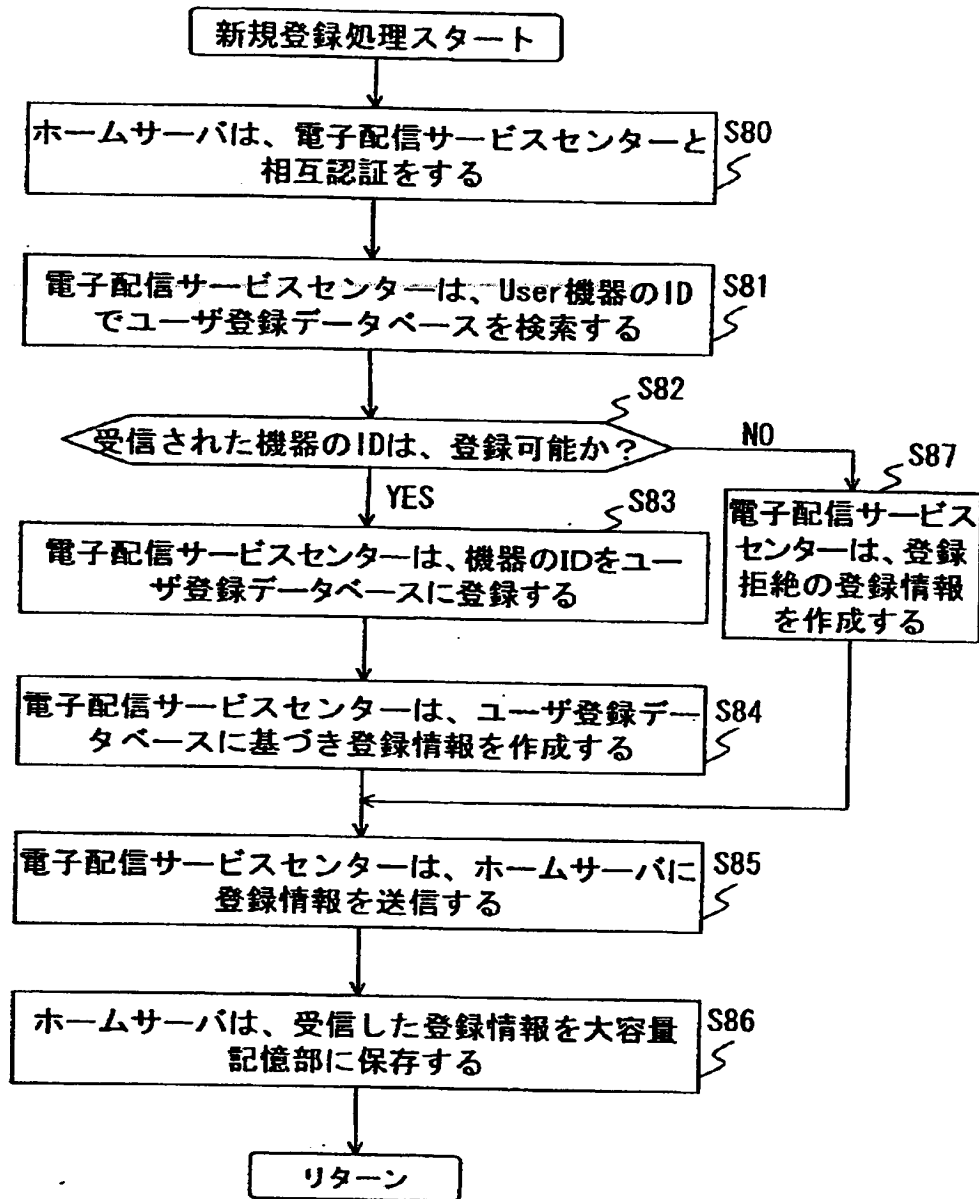 新規登録処理スタート
ホームサーバは、電子配信サービスセンターと
相互認証をする
S80
電子配信サービスセンターは、User機器のID
でユーザ登録データベースを検索する
S81
S82
受信された機器のIDは、登録可能か？
NO
YES
S87
電子配信サービス
センターは、登録
拒絶の登録情報
を作成する
S83
電子配信サービスセンターは、機器のIDをユー
ザ登録データベースに登録する
電子配信サービスセンターは、ユーザ登録デー
タベースに基づき登録情報を作成する
S84
電子配信サービスセンターは、ホームサーバに
登録情報を送信する
S85
ホームサーバは、受信した登録情報を大容量
記憶部に保存する
S86
リターン